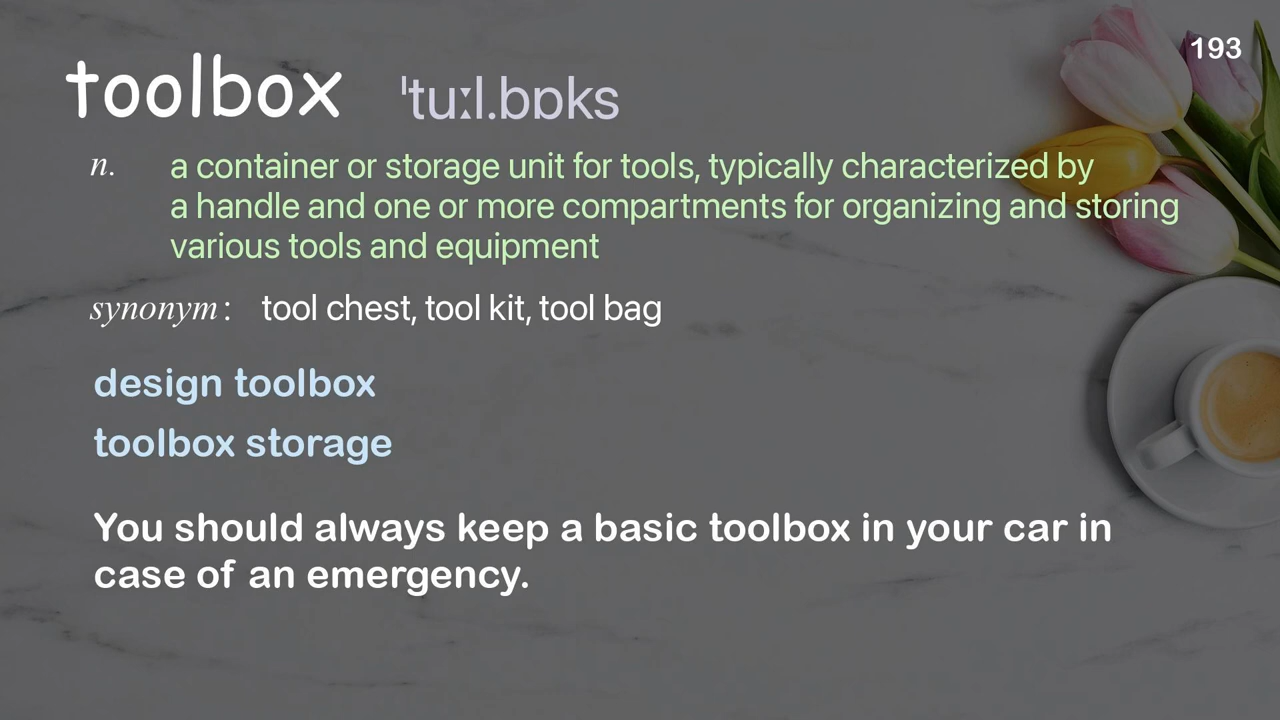 193
toolbox ˈtuːl.bɒks
n. a container or storage unit for tools, typically characterized by
a handle and one or more compartments for organizing and storing
various tools and equipment
synonym: tool chest, tool kit, tool bag
design toolbox
toolbox storage
You should always keep a basic toolbox in your car in
case of an emergency.